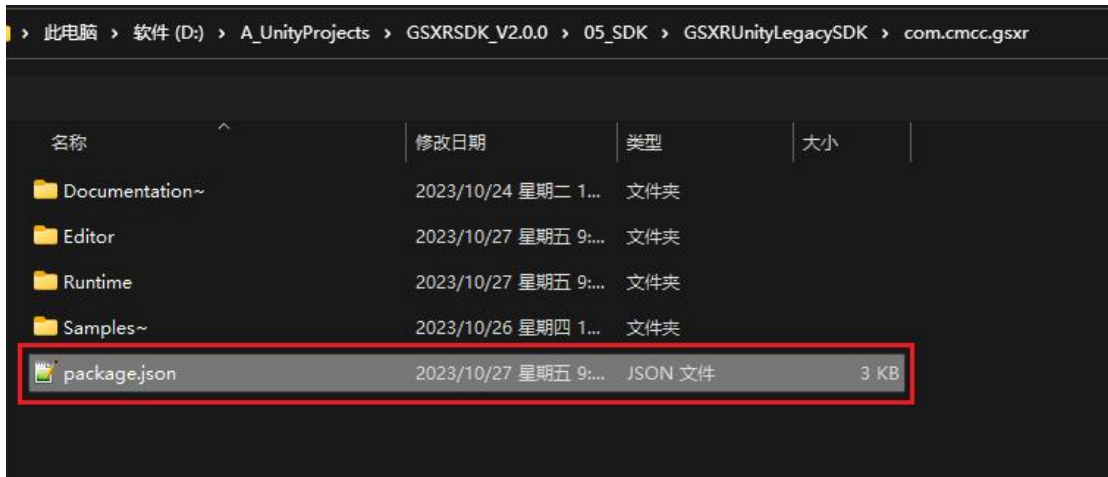 › 此电脑 › 软件 (D:) › A_UnityProjects › GSXRSDK_V2.0.0 › 05_SDK › GSXRUnityLegacySDK › com.cmcc.gsxr
名称 修改日期 类型 大小
Documentation~ 2023/10/24 星期二 1... 文件夹
Editor 2023/10/27 星期五 9:... 文件夹
Runtime 2023/10/27 星期五 9:... 文件夹
Samples~ 2023/10/26 星期四 1... 文件夹
package.json 2023/10/27 星期五 9:... JSON 文件 3 KB